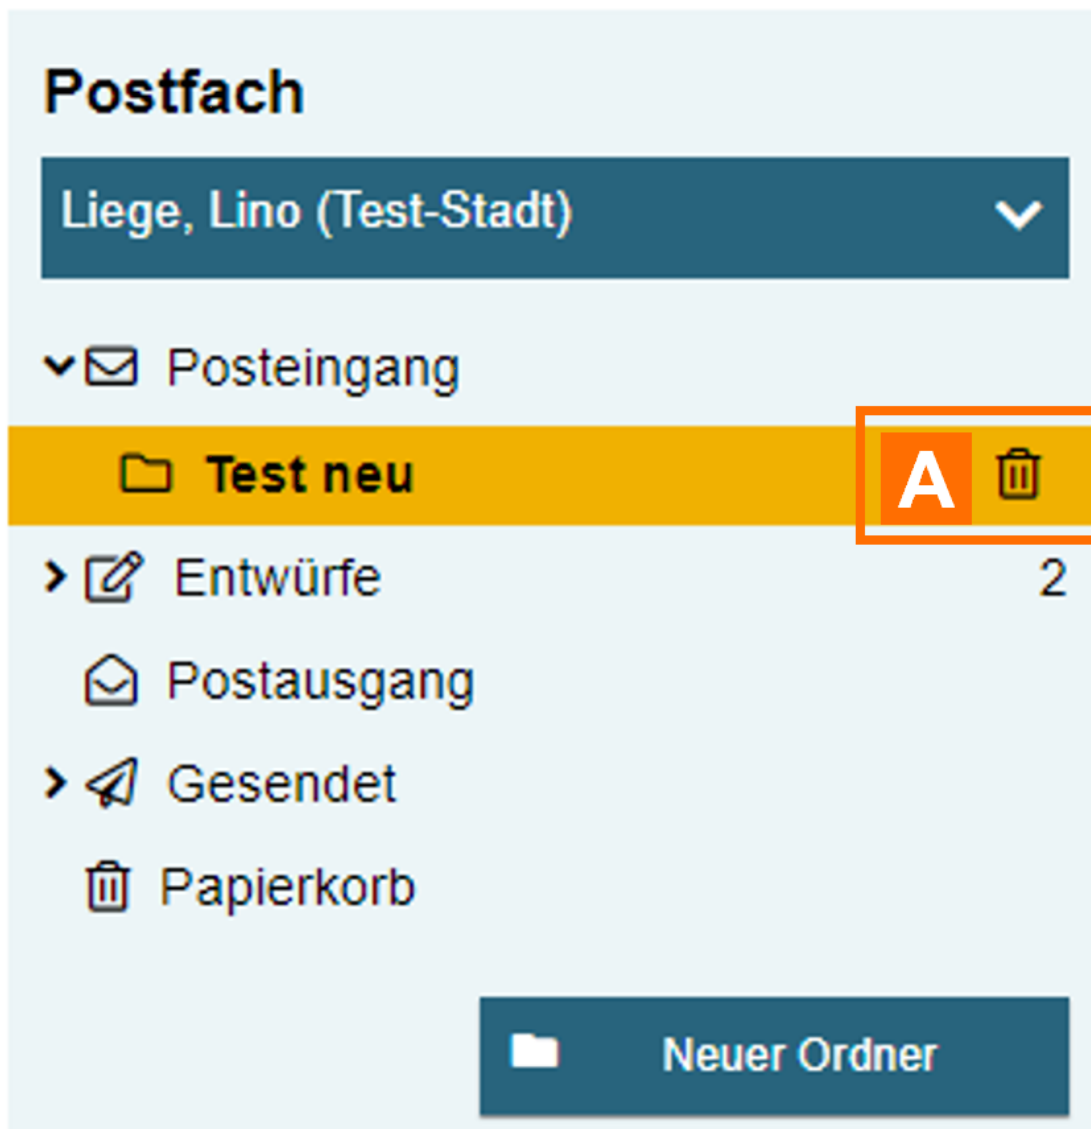 Postfach
Liege, Lino (Test-Stadt)
Posteingang
Test neu A
Entwürfe 2
Postausgang
Gesendet
Papierkorb
Neuer Ordner